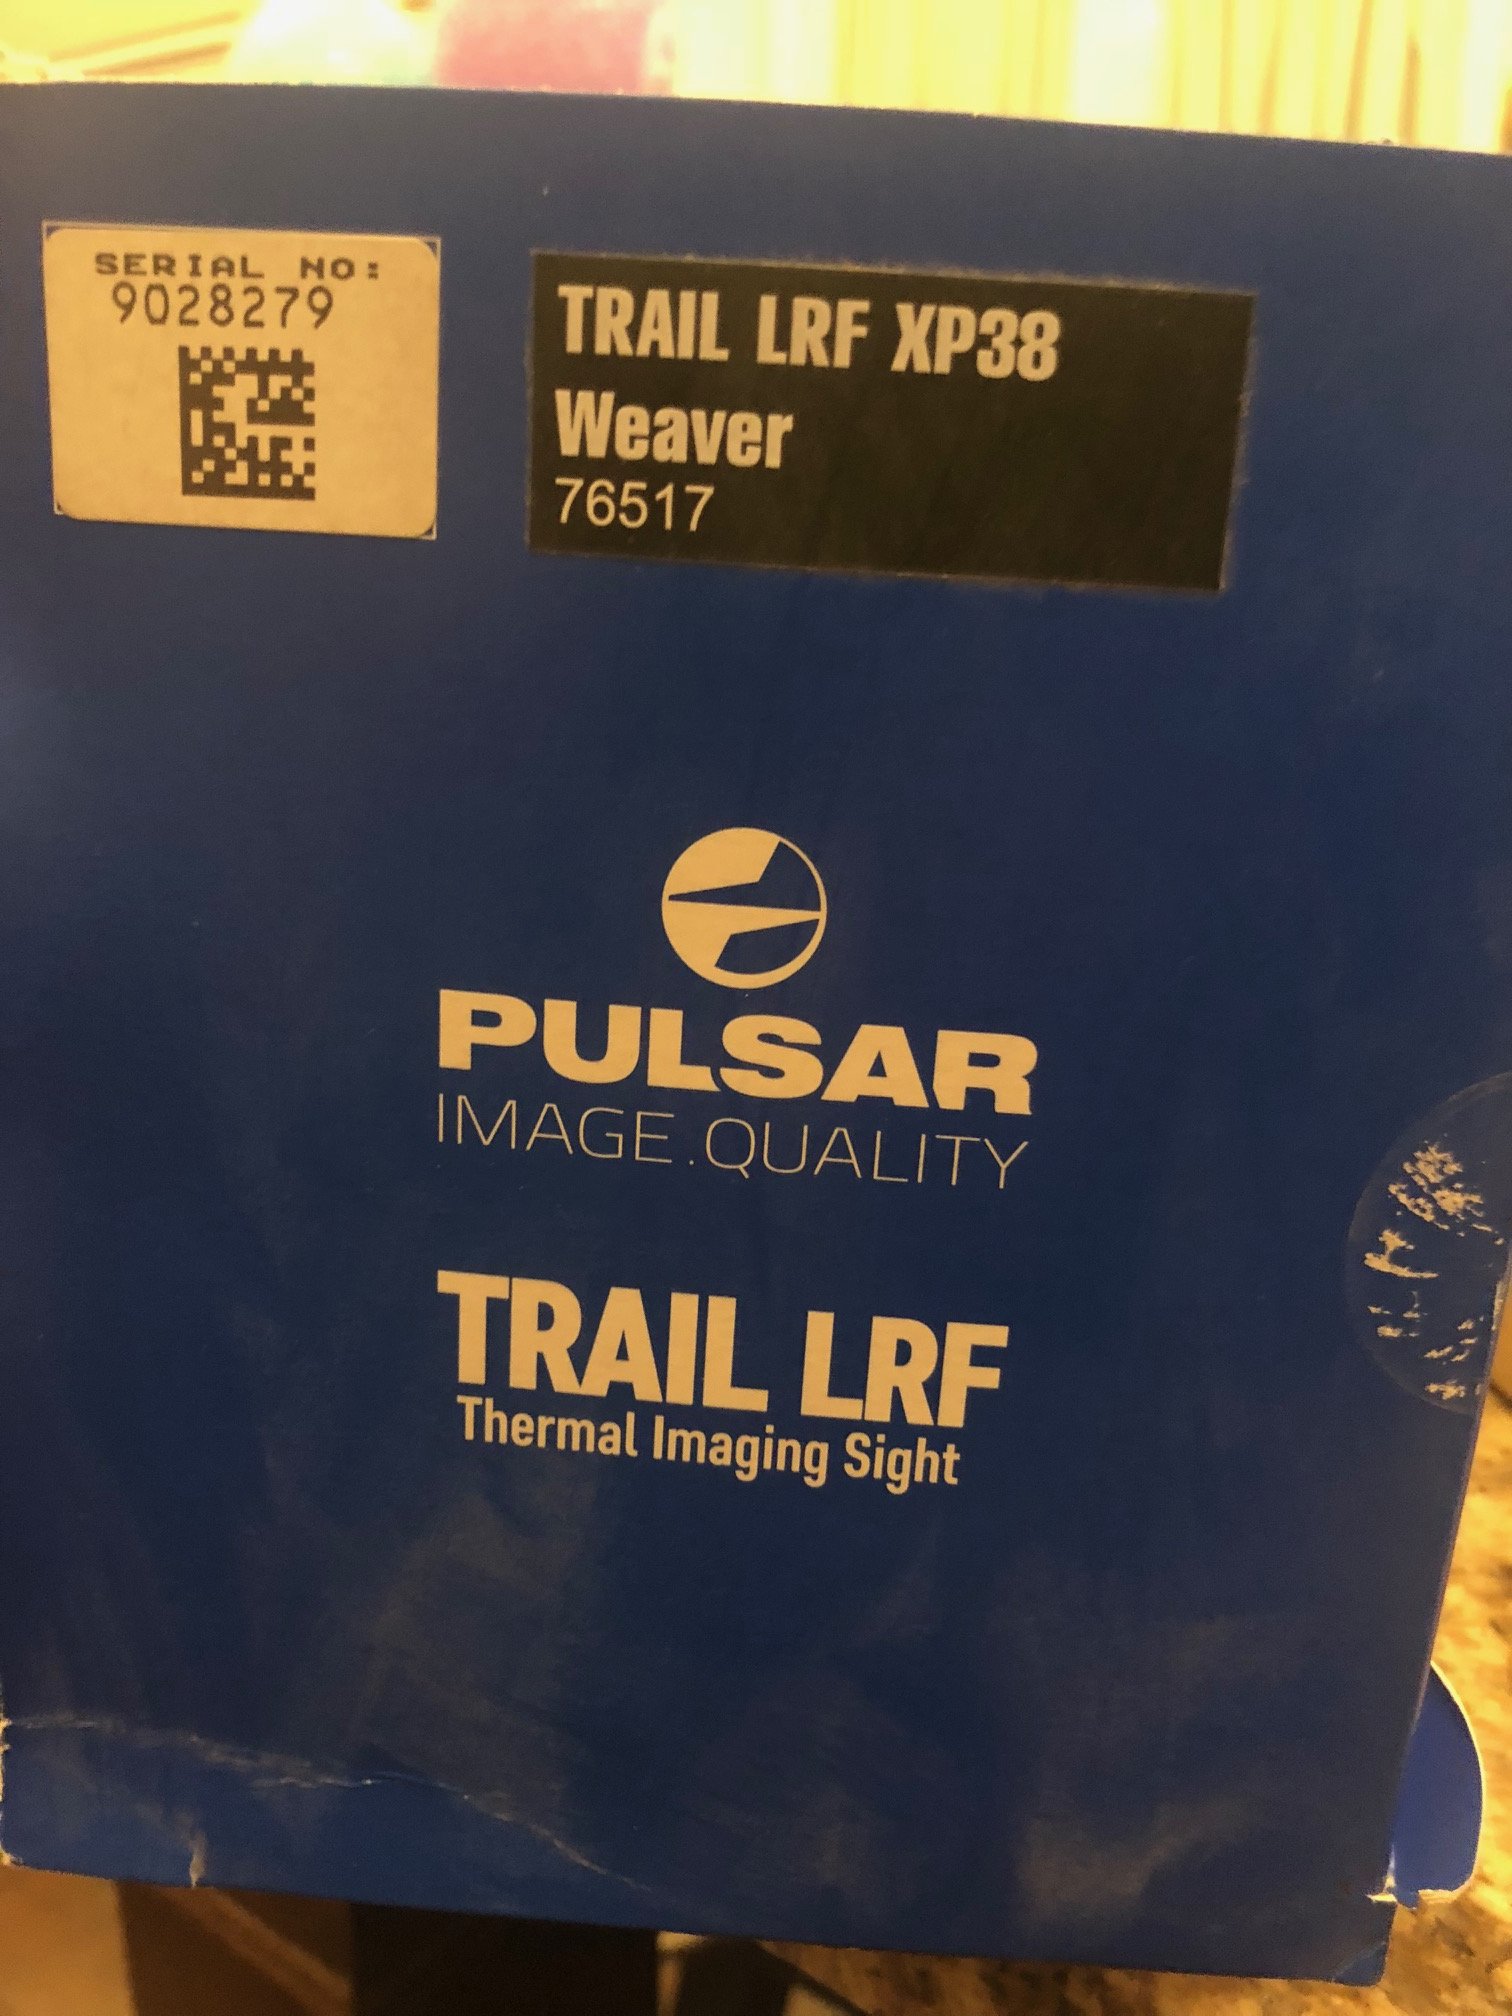 SERIAL NO:
9028279
TRAIL LRF XP38
Weaver
76517
PULSAR
IMAGE.QUALITY
TRAIL LRF
Thermal Imaging Sight